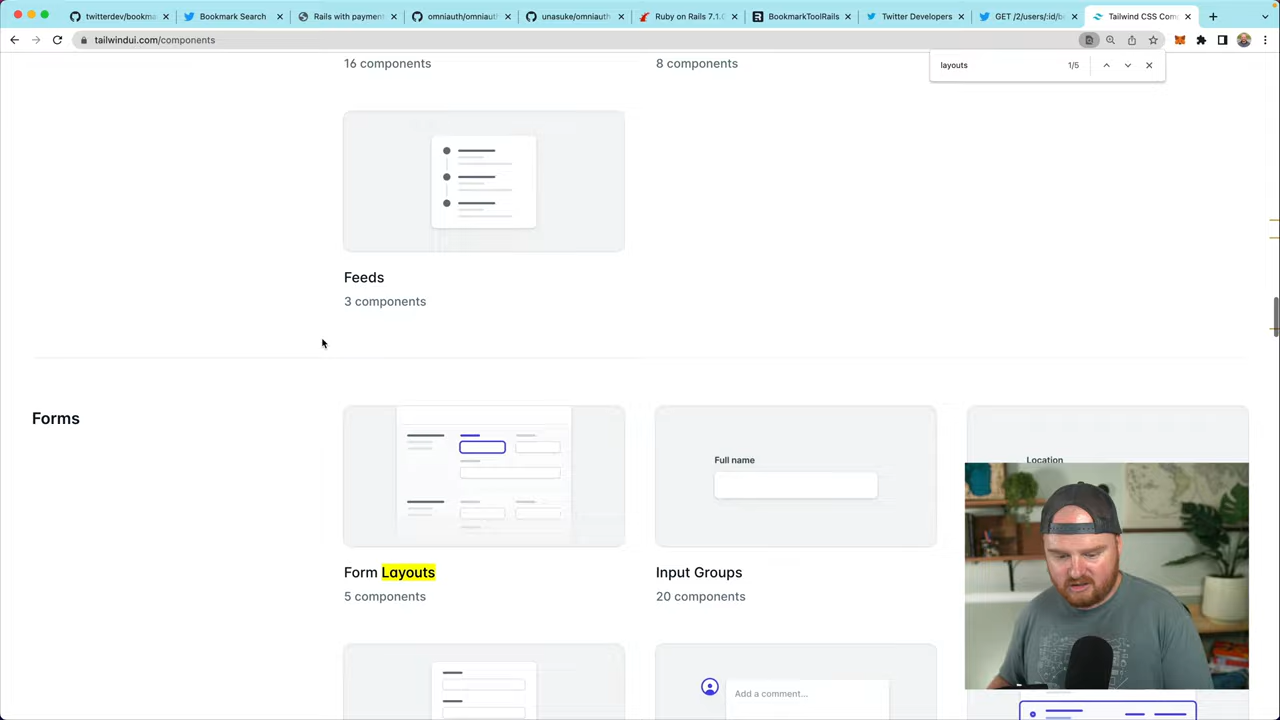 twitterdev/bookma
Bookmark Search
Rails with payment
omniauth/omniaut
unasuke/omniauth
Ruby on Rails 7.1.0
BookmarkToolRails
Twitter Developers
GET /2/users/:id/b
Tailwind CSS Com
tailwindui.com/components
layouts
1/5
16 components
8 components
Feeds
3 components
Forms
Full name
Location
Form Layouts
5 components
Input Groups
20 components
Add a comment...